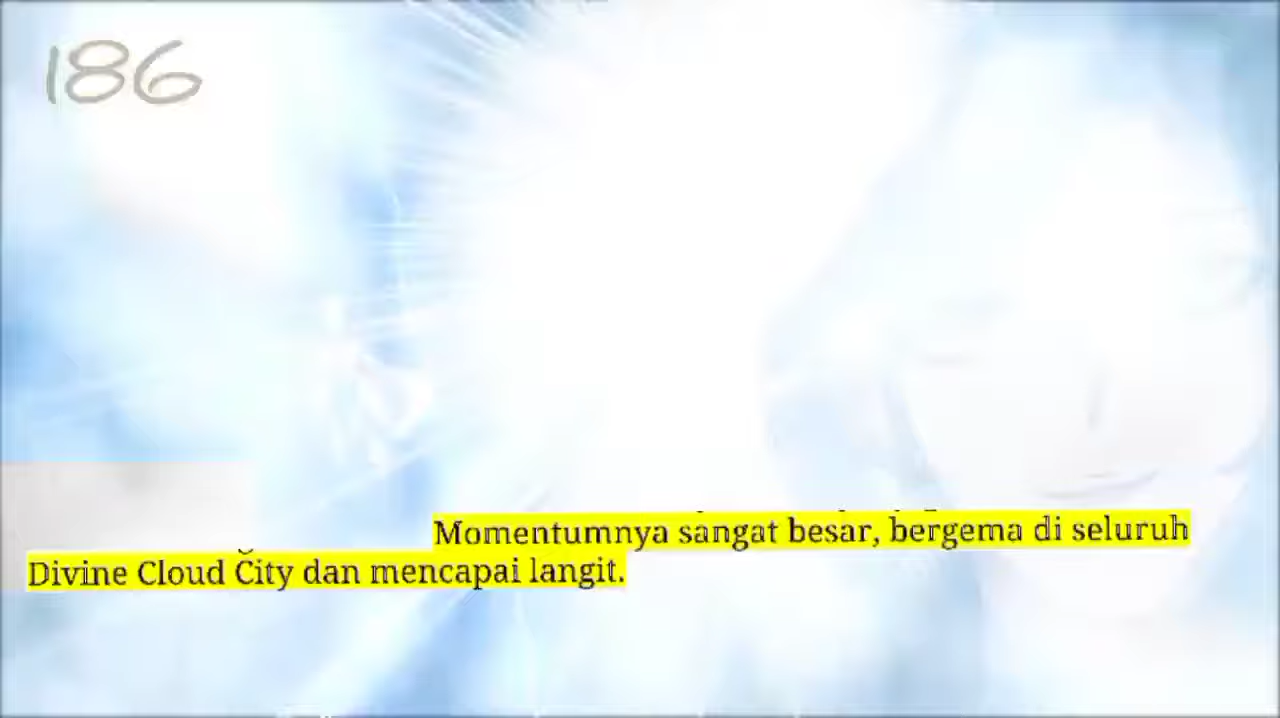 186
Momentumnya sangat besar, bergema di seluruh
Divine Cloud City dan mencapai langit.